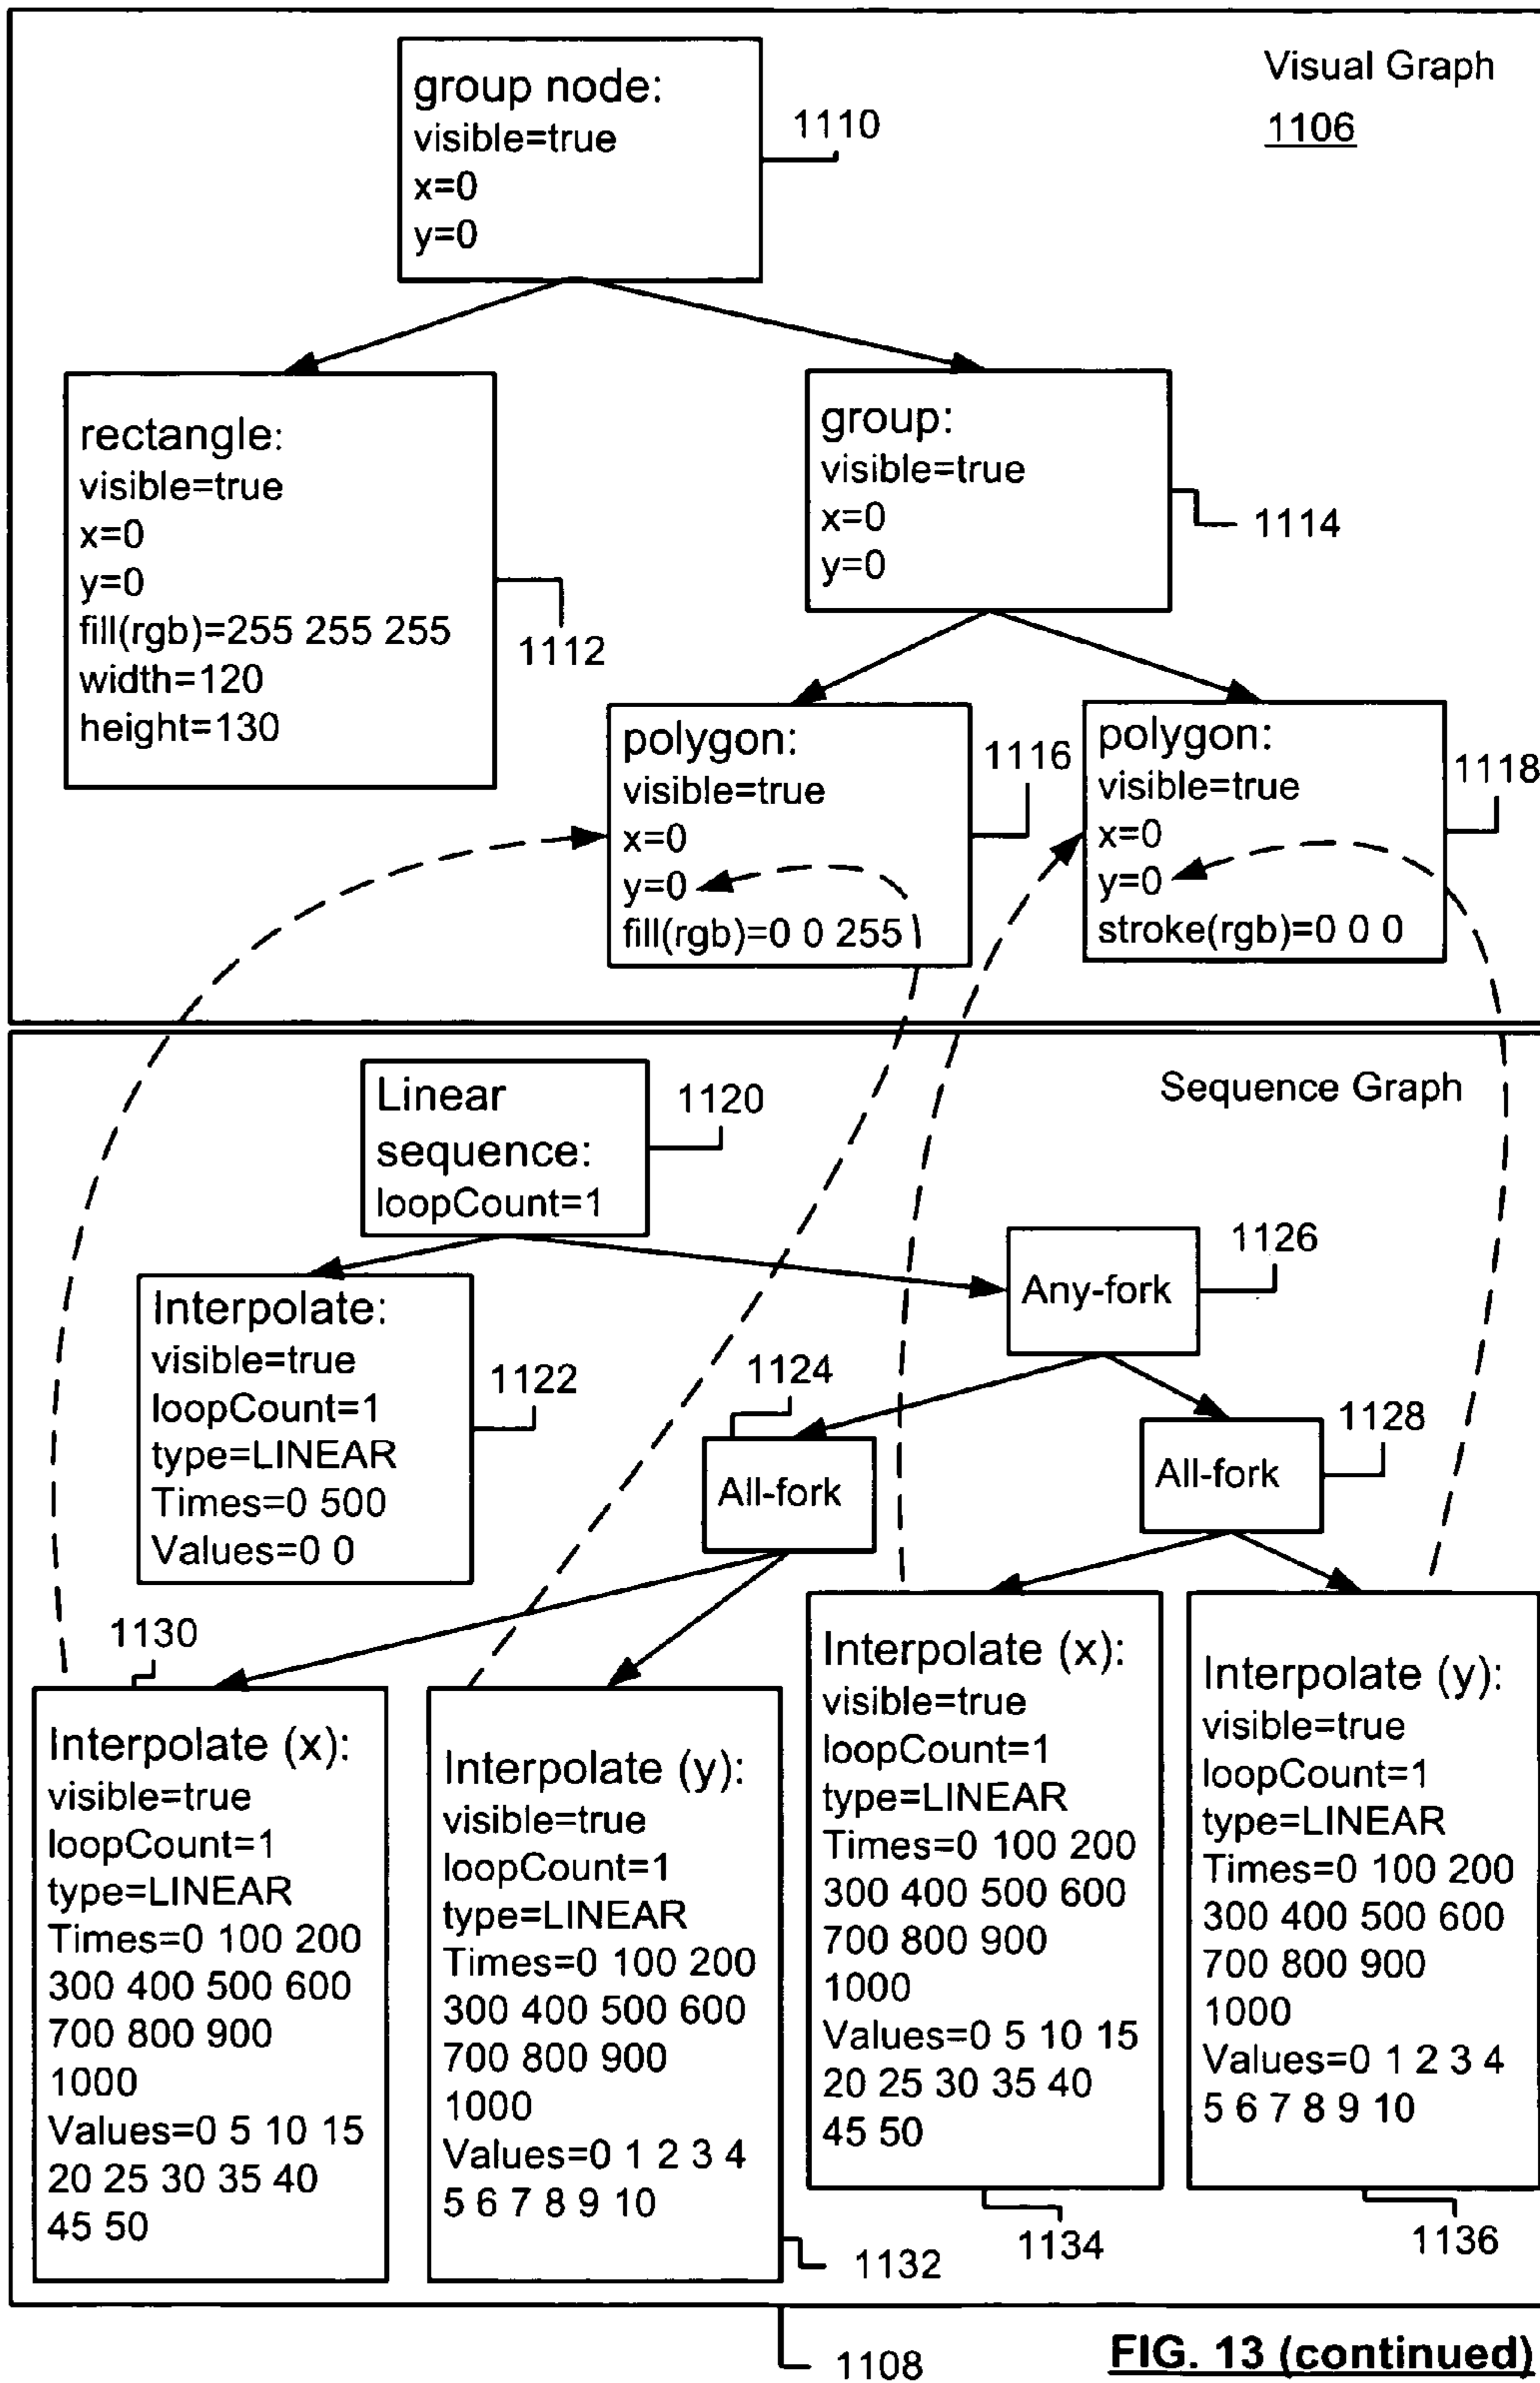 Visual Graph
1106
group node:
visible=true
x=0
y=0
1110
rectangle:
visible=true
x=0
y=0
fill(rgb)=255 255 255
width=120
height=130
1112
group:
visible=true
x=0
y=0
1114
polygon:
visible=true
x=0
y=0
fill(rgb)=0 0 255
1116
polygon:
visible=true
x=0
y=0
stroke(rgb)=0 0 0
1118
Sequence Graph
Linear
sequence:
loopCount=1
1120
Interpolate:
visible=true
loopCount=1
type=LINEAR
Times=0 500
Values=0 0
1122
Any-fork
1126
1124
All-fork
All-fork
1128
1130
Interpolate (x):
visible=true
loopCount=1
type=LINEAR
Times=0 100 200
300 400 500 600
700 800 900
1000
Values=0 5 10 15
20 25 30 35 40
45 50
Interpolate (y):
visible=true
loopCount=1
type=LINEAR
Times=0 100 200
300 400 500 600
700 800 900
1000
Values=0 1 2 3 4
5 6 7 8 9 10
1132
Interpolate (x):
visible=true
loopCount=1
type=LINEAR
Times=0 100 200
300 400 500 600
700 800 900
1000
Values=0 5 10 15
20 25 30 35 40
45 50
1134
Interpolate (y):
visible=true
loopCount=1
type=LINEAR
Times=0 100 200
300 400 500 600
700 800 900
1000
Values=0 1 2 3 4
5 6 7 8 9 10
1136
1108
FIG. 13 (continued)